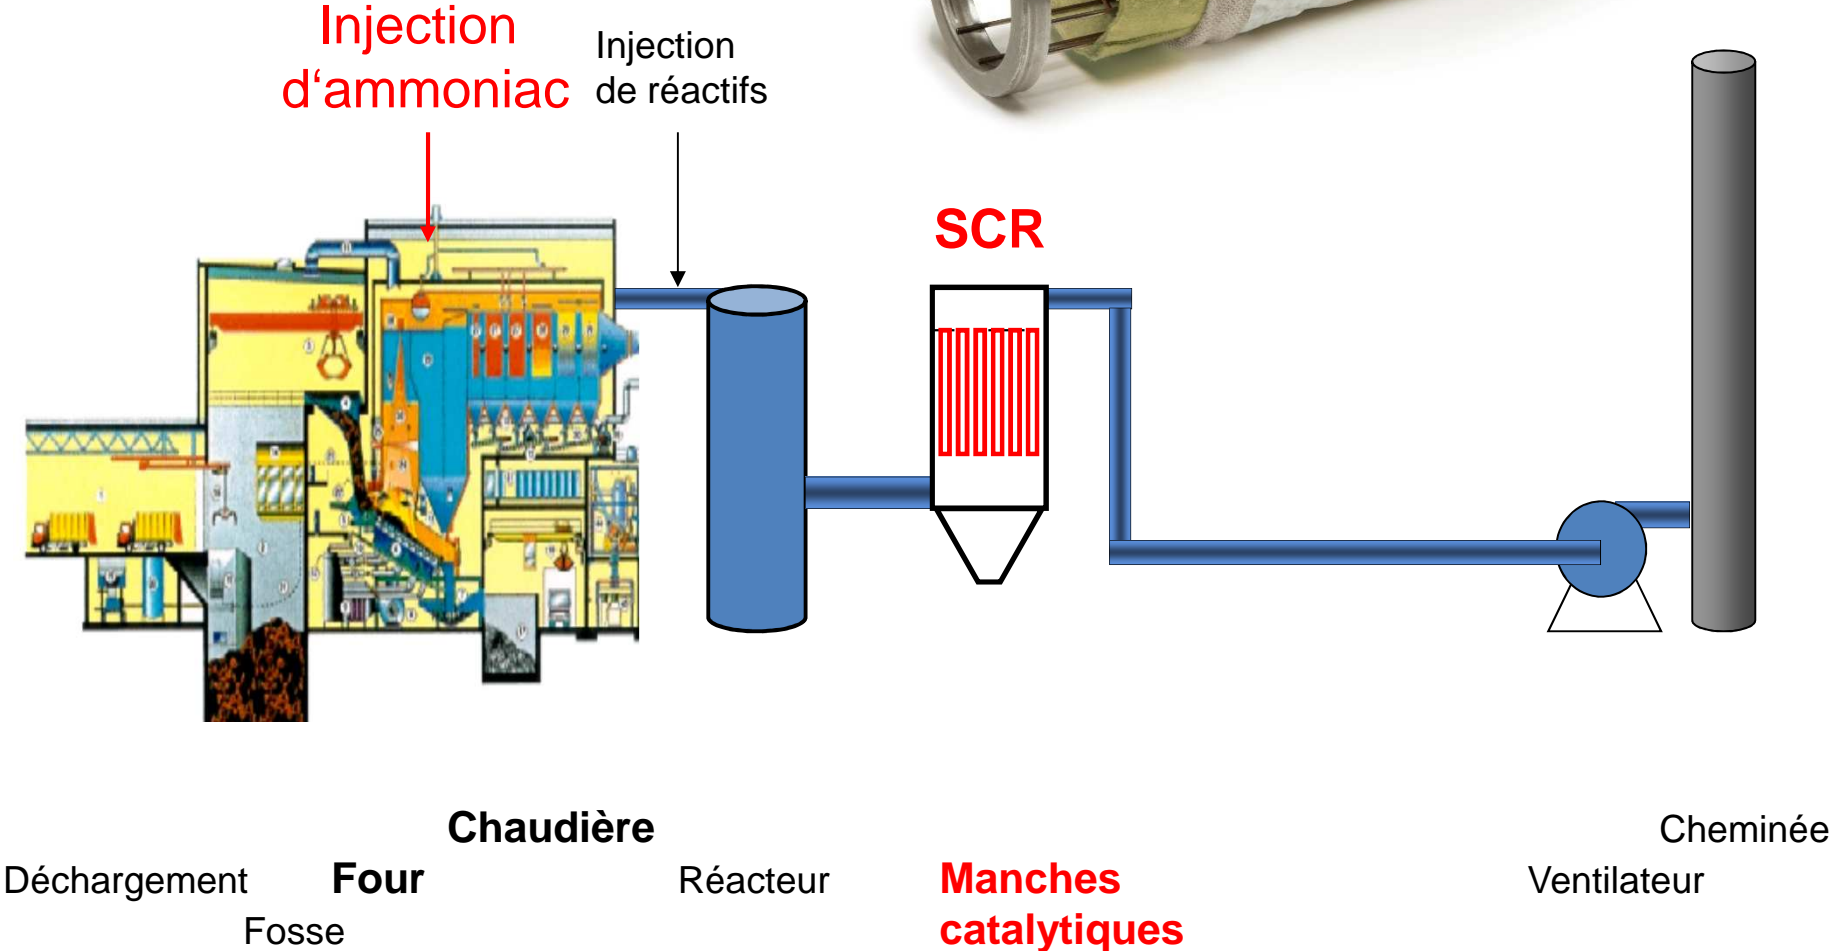 Injection
d‘ammoniac
Injection
de réactifs
SCR
Chaudière
Cheminée
Déchargement
Four
Réacteur
Manches
catalytiques
Ventilateur
Fosse